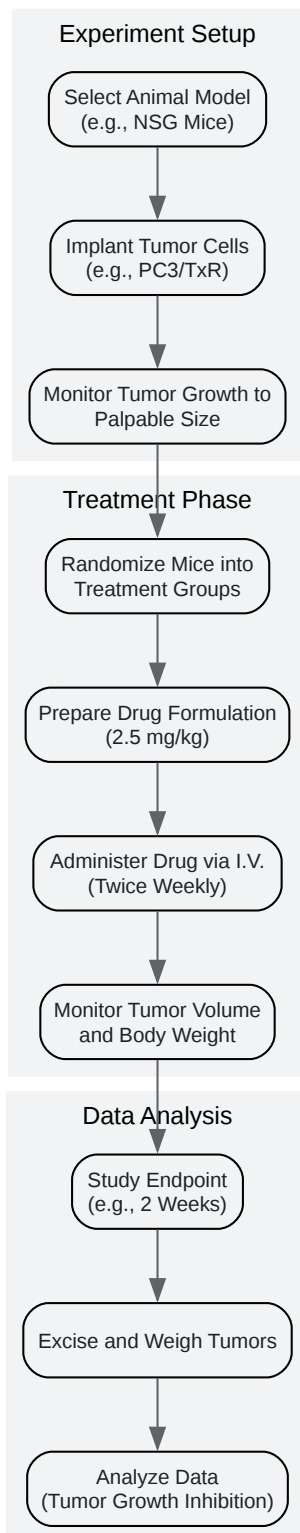 Experiment Setup
Select Animal Model
(e.g., NSG Mice)
Implant Tumor Cells
(e.g., PC3/TxR)
Monitor Tumor Growth to
Palpable Size
Treatment Phase
Randomize Mice into
Treatment Groups
Prepare Drug Formulation
(2.5 mg/kg)
Administer Drug via I.V.
(Twice Weekly)
Monitor Tumor Volume
and Body Weight
Data Analysis
Study Endpoint
(e.g., 2 Weeks)
Excise and Weigh Tumors
Analyze Data
(Tumor Growth Inhibition)